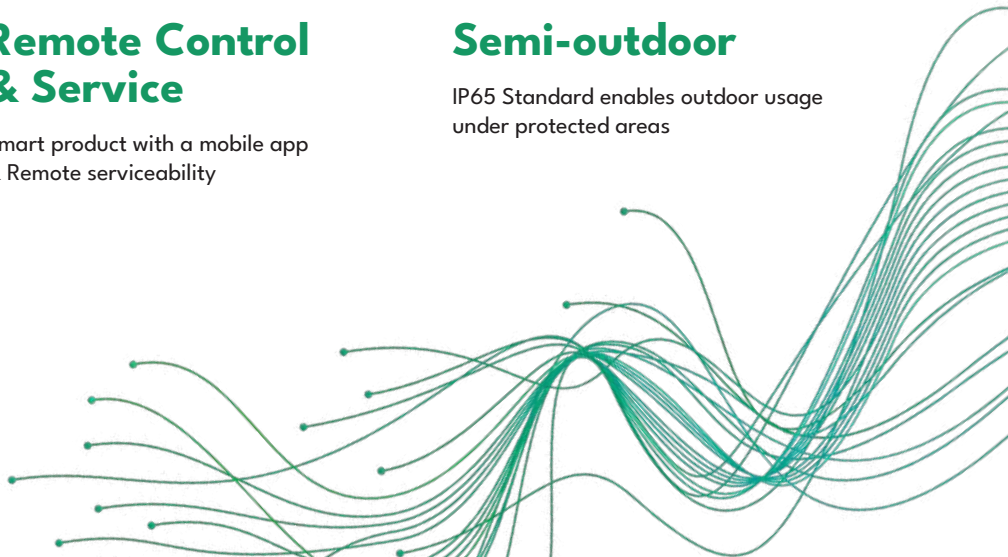 Remote Control
& Service
mart product with a mobile app
Remote serviceability
Semi-outdoor
IP65 Standard enables outdoor usage
under protected areas